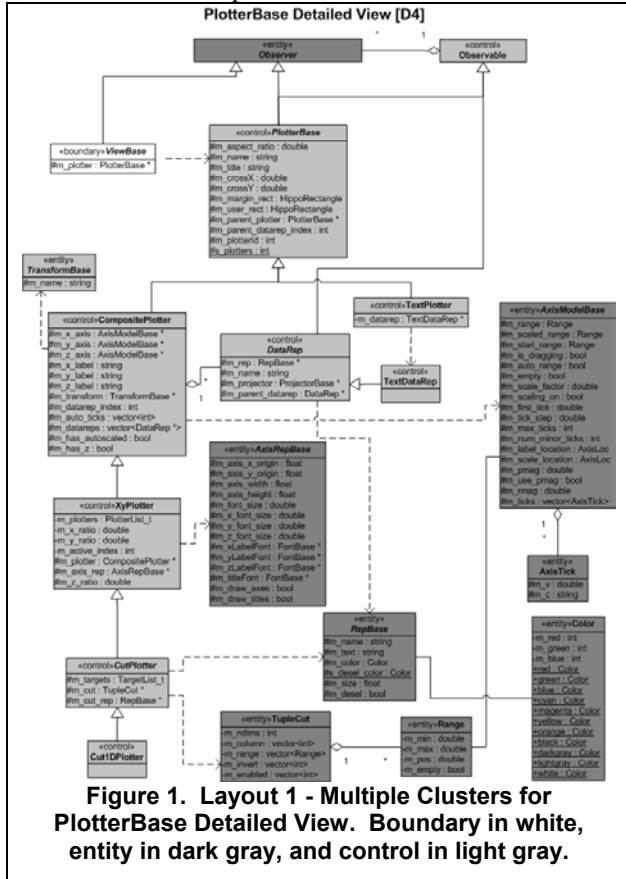 PlotterBase Detailed View [D4]
«entity»
Observer
* 1
«control»
Observable
«boundary»ViewBase
#m_plotter : PlotterBase *
«control»PlotterBase
#m_aspect_ratio : double
#m_name : string
#m_title : string
#m_crossX : double
#m_crossY : double
#m_margin_rect : HippoRectangle
#m_user_rect : HippoRectangle
#m_parent_plotter : PlotterBase *
#m_parent_datarep_index : int
#m_plotterId : int
#s_plotters : int
«entity»
TransformBase
#m_name : string
«control»CompositePlotter
#m_x_axis : AxisModelBase *
#m_y_axis : AxisModelBase *
#m_z_axis : AxisModelBase *
#m_x_label : string
#m_y_label : string
#m_z_label : string
#m_transform : TransformBase *
#m_datarep_index : int
#m_auto_ticks : vector<int>
#m_datareps : vector<DataRep *>
#m_has_autoscaled : bool
#m_has_z : bool
*
1
«control»
DataRep
#m_rep : RepBase *
#m_name : string
#m_projector : ProjectorBase *
#m_parent_datarep : DataRep *
«control»TextPlotter
-m_datarep : TextDataRep *
«control»
TextDataRep
«entity»AxisModelBase
#m_range : Range
#m_scaled_range : Range
#m_start_range : Range
#m_is_dragging : bool
#m_auto_range : bool
#m_empty : bool
#m_scale_factor : double
#m_scaling_on : bool
#m_first_tick : double
#m_tick_step : double
#m_max_ticks : int
#m_num_minor_ticks : int
#m_label_location : AxisLoc
#m_scale_location : AxisLoc
#m_pmag : double
#m_use_pmag : bool
#m_rmag : double
#m_ticks : vector<AxisTick>
1
*
«entity»
AxisTick
#m_v : double
#m_c : string
«entity»AxisRepBase
#m_axis_x_origin : float
#m_axis_y_origin : float
#m_axis_width : float
#m_axis_height : float
#m_font_size : double
#m_x_font_size : double
#m_y_font_size : double
#m_z_font_size : double
#m_xLabelFont : FontBase *
#m_yLabelFont : FontBase *
#m_zLabelFont : FontBase *
#m_titleFont : FontBase *
#m_draw_axes : bool
#m_draw_titles : bool
«control»XyPlotter
-m_plotters : PlotterList_t
-m_x_ratio : double
-m_y_ratio : double
-m_active_index : int
#m_plotter : CompositePlotter *
#m_axis_rep : AxisRepBase *
#m_z_ratio : double
«control»CutPlotter
#m_targets : TargetList_t
#m_cut : TupleCut *
#m_cut_rep : RepBase *
«control»
Cut1DPlotter
«entity»
RepBase
#m_name : string
#m_text : string
#m_color : Color
#s_desel_color : Color
#m_size : float
#m_desel : bool
«entity»Color
-m_red : int
-m_green : int
-m_blue : int
+red : Color
+green : Color
+blue : Color
+cyan : Color
+magenta : Color
+yellow : Color
+orange : Color
+black : Color
+darkgray : Color
+lightgray : Color
+white : Color
«entity»TupleCut
-m_ndims : int
-m_column : vector<int>
-m_range : vector<Range>
-m_invert : vector<int>
-m_enabled : vector<int>
1 *
«entity»Range
-m_min : double
-m_max : double
-m_pos : double
-m_empty : bool
Figure 1. Layout 1 - Multiple Clusters for
PlotterBase Detailed View. Boundary in white,
entity in dark gray, and control in light gray.